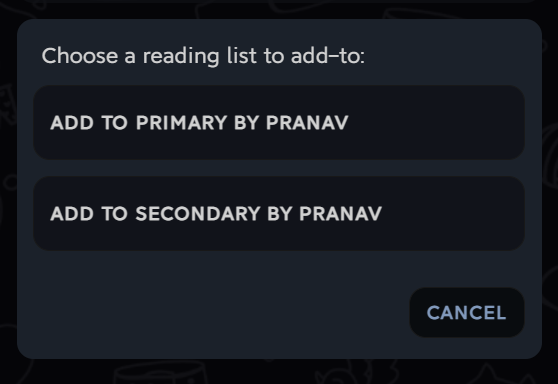 Choose a reading list to add-to:
ADD TO PRIMARY BY PRANAV
ADD TO SECONDARY BY PRANAV
CANCEL